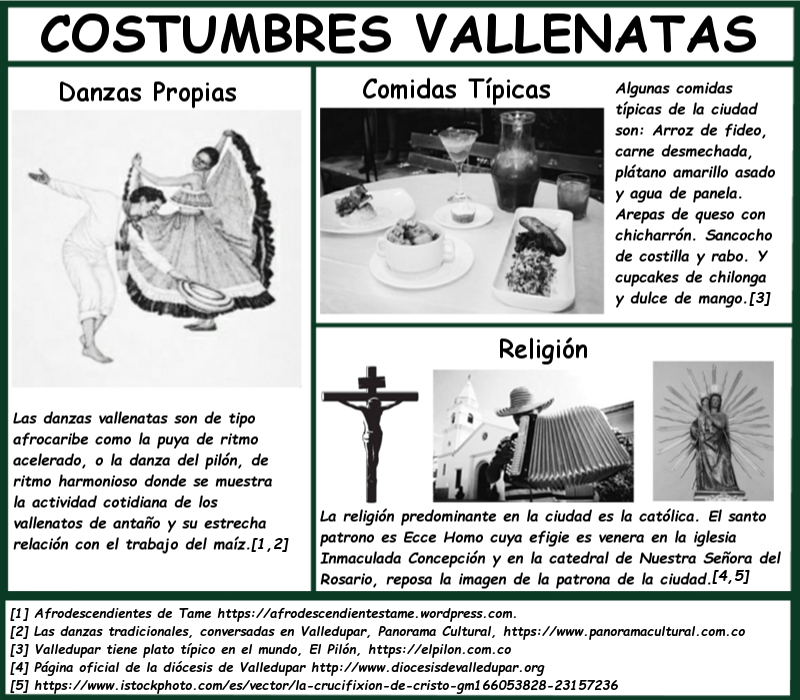 COSTUMBRES VALLENATAS
Danzas Propias
Las danzas vallenatas son de tipo
afrocaribe como la puya de ritmo
acelerado, o la danza del pilón, de
ritmo harmonioso donde se muestra
la actividad cotidiana de los
vallenatos de antaño y su estrecha
relación con el trabajo del maíz.[1,2]
Comidas Típicas
Algunas comidas
típicas de la ciudad
son: Arroz de fideo,
carne desmechada,
plátano amarillo asado
y agua de panela.
Arepas de queso con
chicharrón. Sancocho
de costilla y rabo. Y
cupcakes de chilonga
y dulce de mango.[3]
Religión
La religión predominante en la ciudad es la católica. El santo
patrono es Ecce Homo cuya efigie es venera en la iglesia
Inmaculada Concepción y en la catedral de Nuestra Señora del
Rosario, reposa la imagen de la patrona de la ciudad.[4,5]
[1] Afrodescendientes de Tame https://afrodescendientestame.wordpress.com.
[2] Las danzas tradicionales, conversadas en Valledupar, Panorama Cultural, https://www.panoramacultural.com.co
[3] Valledupar tiene plato típico en el mundo, El Pilón, https://elpilon.com.co
[4] Página oficial de la diócesis de Valledupar http://www.diocesisdevalledupar.org
[5] https://www.istockphoto.com/es/vector/la-crucifixion-de-cristo-gm166053828-23157236